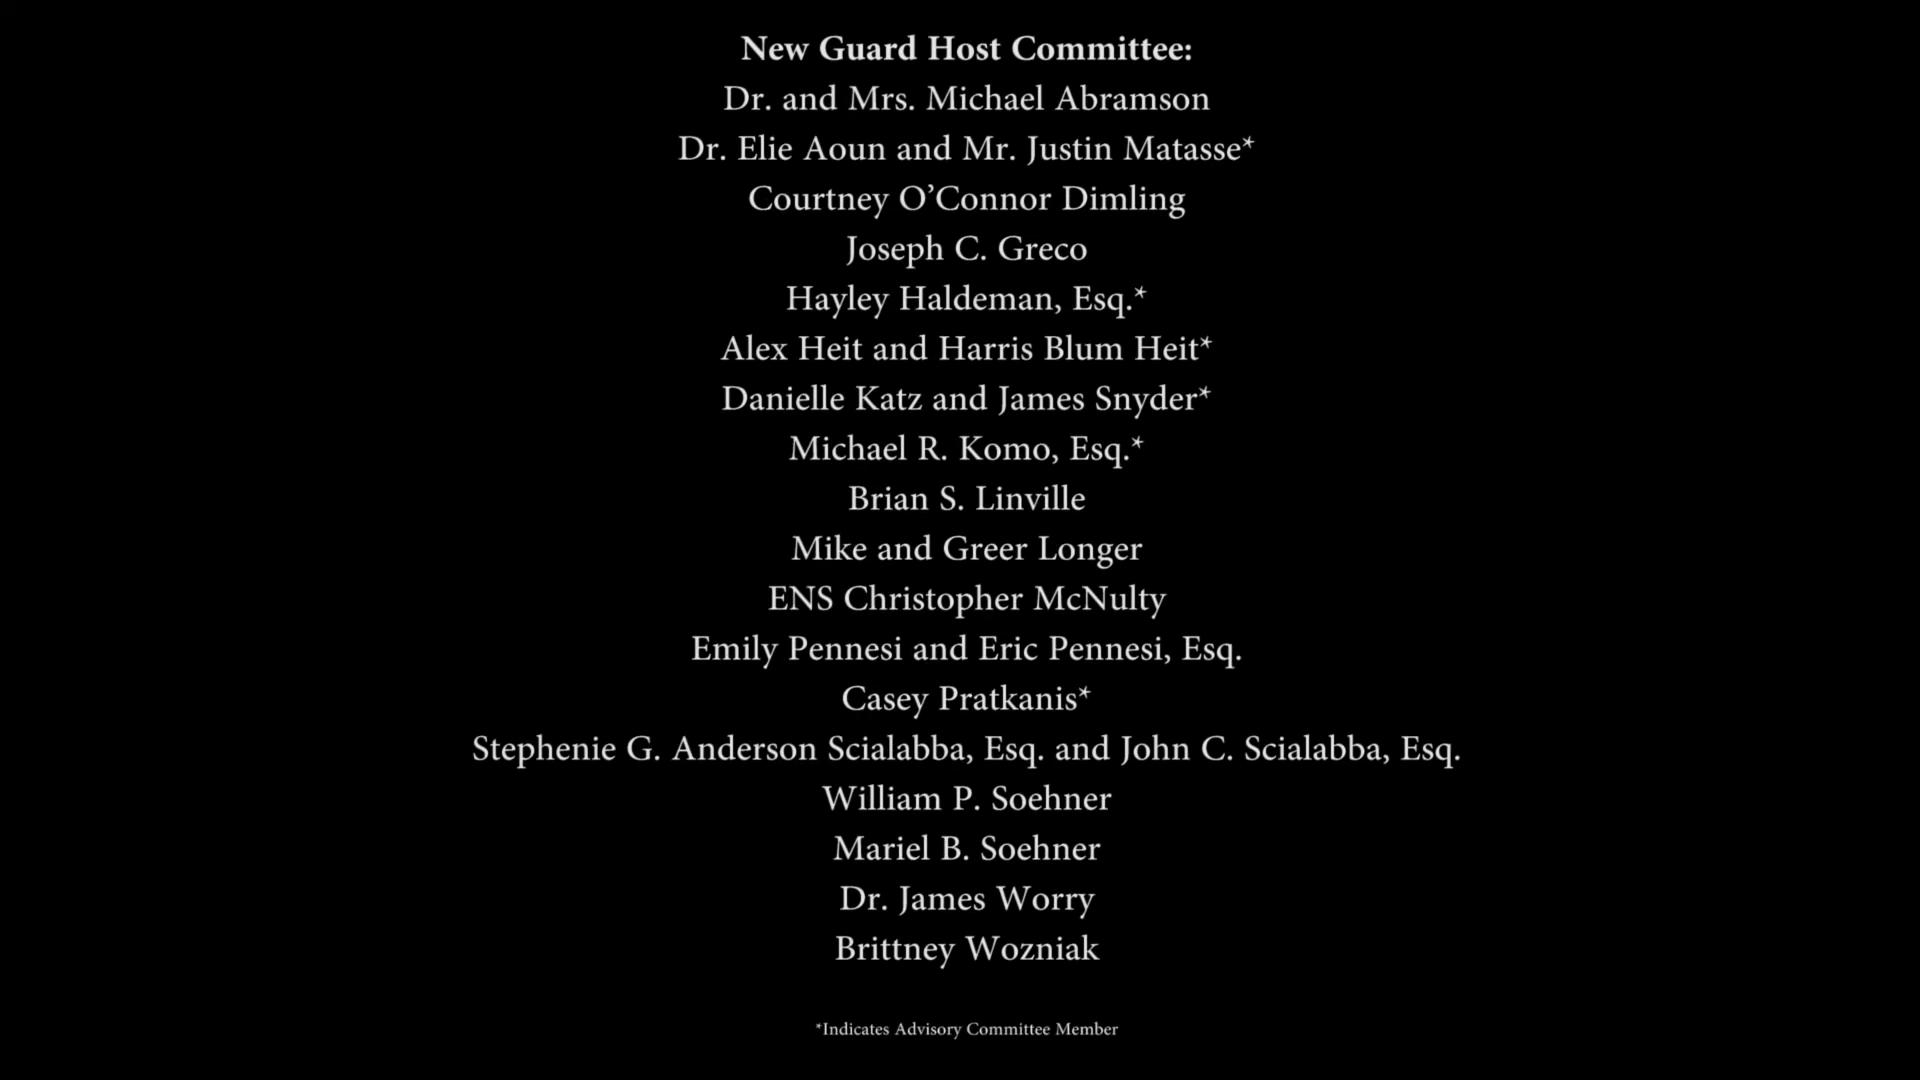 New Guard Host Committee:
Dr. and Mrs. Michael Abramson
Dr. Elie Aoun and Mr. Justin Matasse*
Courtney O’Connor Dimling
Joseph C. Greco
Hayley Haldeman, Esq.*
Alex Heit and Harris Blum Heit*
Danielle Katz and James Snyder*
Michael R. Komo, Esq.*
Brian S. Linville
Mike and Greer Longer
ENS Christopher McNulty
Emily Pennesi and Eric Pennesi, Esq.
Casey Pratkanis*
Stephenie G. Anderson Scialabba, Esq. and John C. Scialabba, Esq.
William P. Soehner
Mariel B. Soehner
Dr. James Worry
Brittney Wozniak
*Indicates Advisory Committee Member